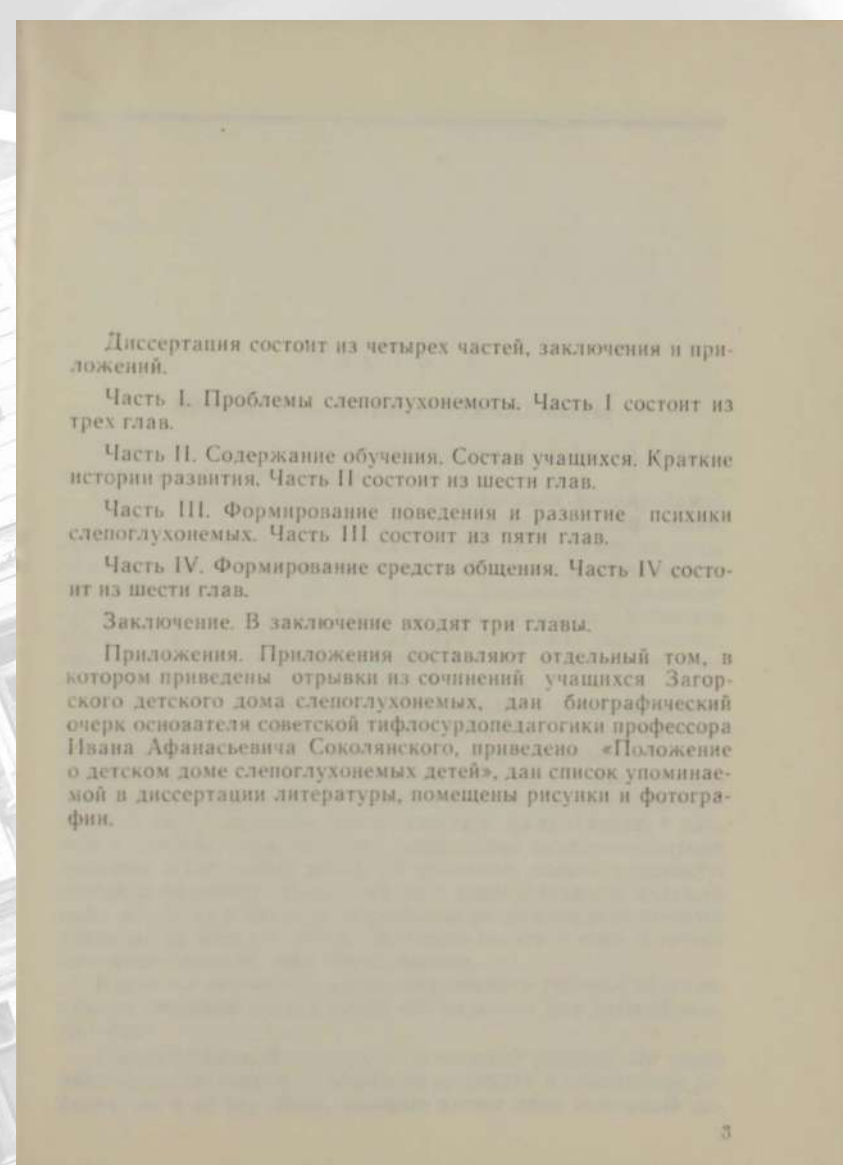 Диссертация состоит из четырех частей, заключения и при-
ложений.
Часть I. Проблемы слепоглухонемоты. Часть I состоит из
трех глав.
Часть II. Содержание обучения. Состав учащихся. Краткие
истории развития. Часть II состоит из шести глав.
Часть III. Формирование поведения и развитие психики
слепоглухонемых. Часть III состоит из пяти глав.
Часть IV. Формирование средств общения. Часть IV состо-
ит из шести глав.
Заключение. В заключение входят три главы.
Приложения. Приложения составляют отдельный том, в
котором приведены отрывки из сочинений учащихся Загор-
ского детского дома слепоглухонемых, дан биографический
очерк основателя советской тифлосурдопедагогики профессора
Ивана Афанасьевича Соколянского, приведено «Положение
о детском доме слепоглухонемых детей», дан список упоминае-
мой в диссертации литературы, помещены рисунки и фотогра-
фии.
3